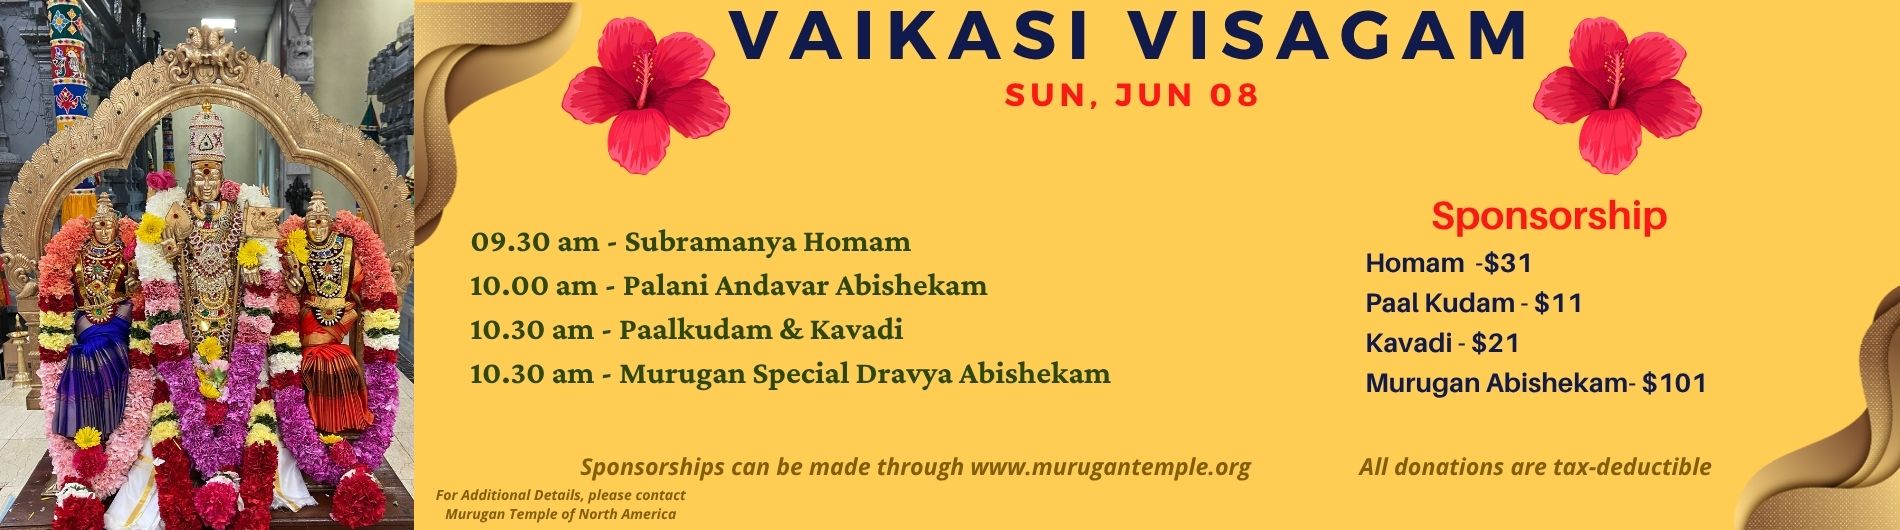 VAIKASI VISAGAM
SUN, JUN 08
09.30 am - Subramanya Homam
10.00 am - Palani Andavar Abishekam
10.30 am - Paalkudam & Kavadi
10.30 am - Murugan Special Dravya Abishekam
Sponsorship
Homam -$31
Paal Kudam - $11
Kavadi - $21
Murugan Abishekam- $101
Sponsorships can be made through www.murugantemple.org
All donations are tax-deductible
For Additional Details, please contact
Murugan Temple of North America